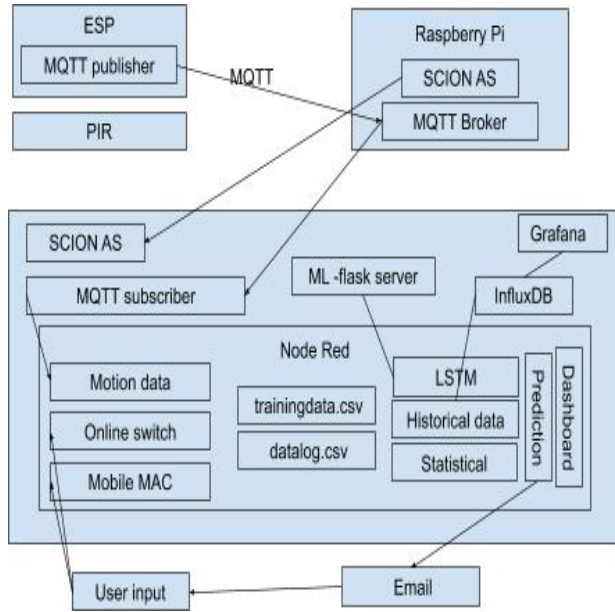 ESP
MQTT publisher
PIR
MQTT
Raspberry Pi
SCION AS
MQTT Broker
SCION AS
MQTT subscriber
ML -flask server
Grafana
InfluxDB
Node Red
Motion data
Online switch
Mobile MAC
trainingdata.csv
datalog.csv
LSTM
Historical data
Statistical
Prediction
Dashboard
User input
Email